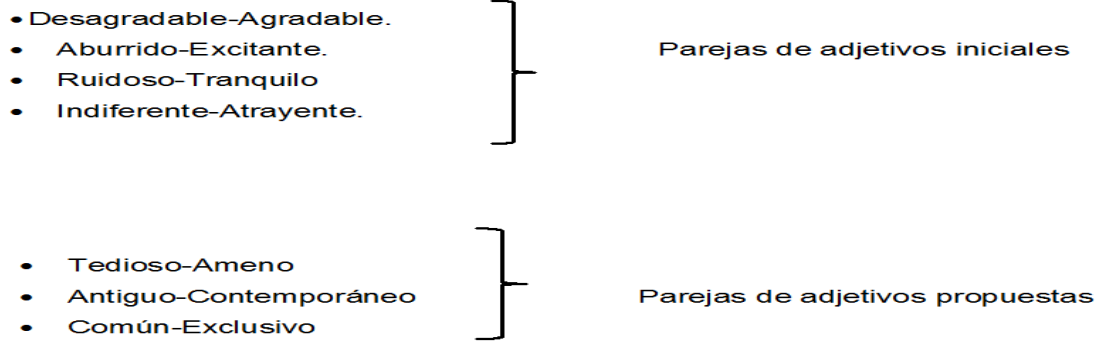 • Desagradable-Agradable.
• Aburrido-Excitante.
Parejas de adjetivos iniciales
• Ruidoso-Tranquilo
• Indiferente-Atrayente.
• Tedioso-Ameno
• Antiguo-Contemporáneo
Parejas de adjetivos propuestas
• Común-Exclusivo